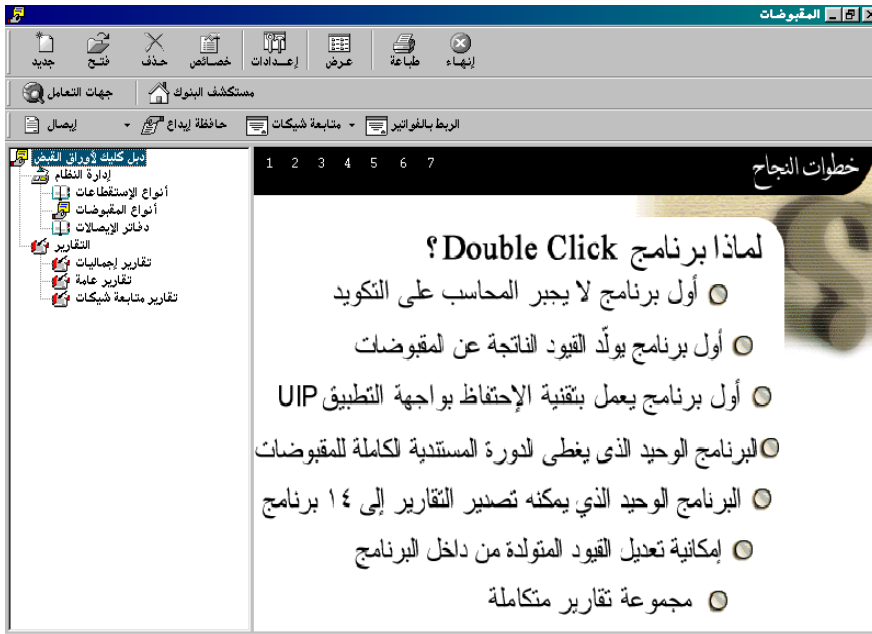 المقبوضات
جديد فتح حذف خصائص إعدادات عرض طباعة إنهاء
جهات التعامل مستكشف البنوك
إيصال حافظة إيداع متابعة شيكات الربط بالفواتير
دبل كليك لأوراق القبض
إدارة النظام
أنواع الإستقطاعات
أنواع المقبوضات
دفاتر الإيصالات
التقارير
تقارير إجماليات
تقارير عامة
تقارير متابعة شيكات
1 2 3 4 5 6 7
خطوات النجاح
لماذا برنامج Double Click ؟
أول برنامج لا يجبر المحاسب على التكويد
أول برنامج يولّد القيود الناتجة عن المقبوضات
أول برنامج يعمل بتقنية الإحتفاظ بواجهة التطبيق UIP
البرنامج الوحيد الذى يغطى الدورة المستندية الكاملة للمقبوضات
البرنامج الوحيد الذي يمكنه تصدير التقارير إلى ١٤ برنامج
إمكانية تعديل القيود المتولدة من داخل البرنامج
مجموعة تقارير متكاملة